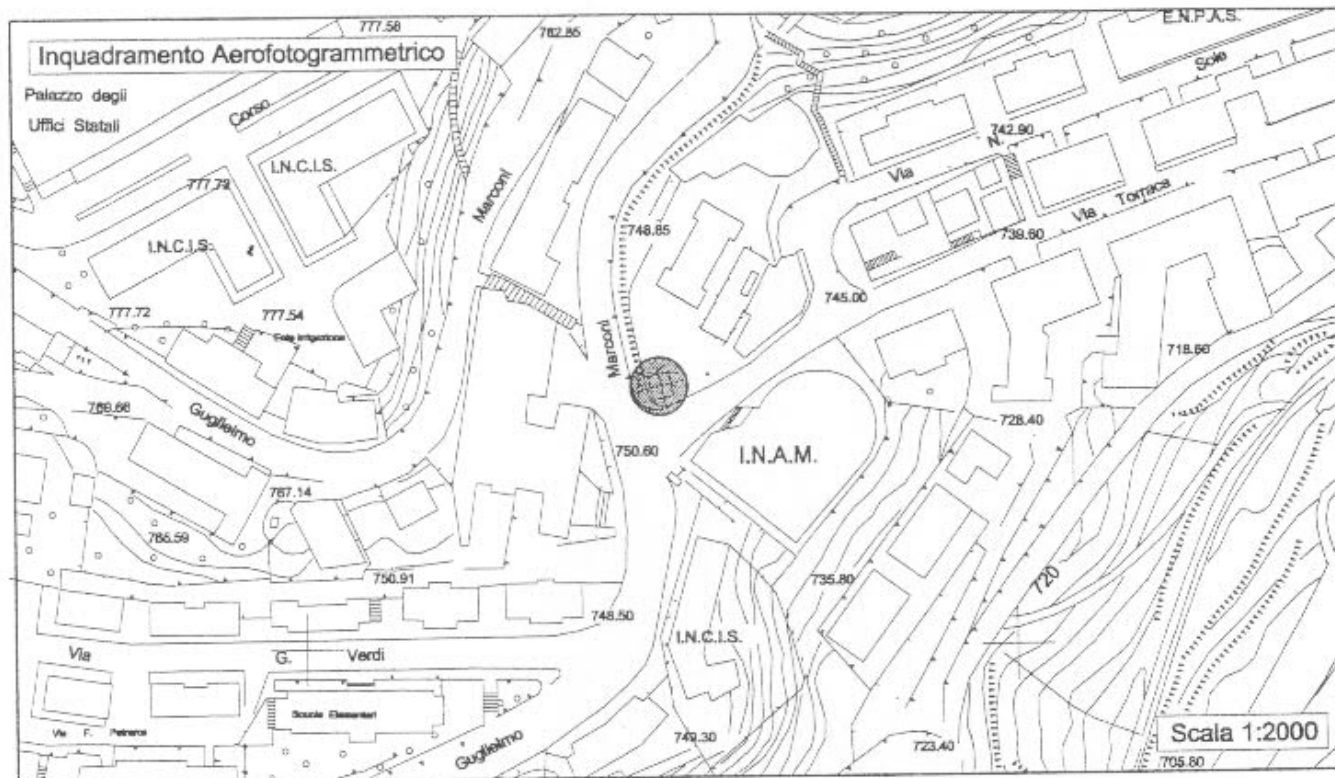 777.58
782.85
E.N.P.A.S.
Inquadramento Aerofotogrammetrico
Palazzo degli
Uffici Statali
Corso
Sole
I.N.C.I.S.
742.90
N.
Via
Marconi
777.79
Via Torraca
748.85
739.60
I.N.C.I.S.
745.00
777.72
777.54
Marconi
718.60
Guglielmo
728.40
750.60
I.N.A.M.
767.14
765.59
750.91
735.80
720
748.50
I.N.C.I.S.
Via G. Verdi
Scuole Elementari
Via F. Petrarca
Guglielmo
749.30
723.40
Scala 1:2000
705.80